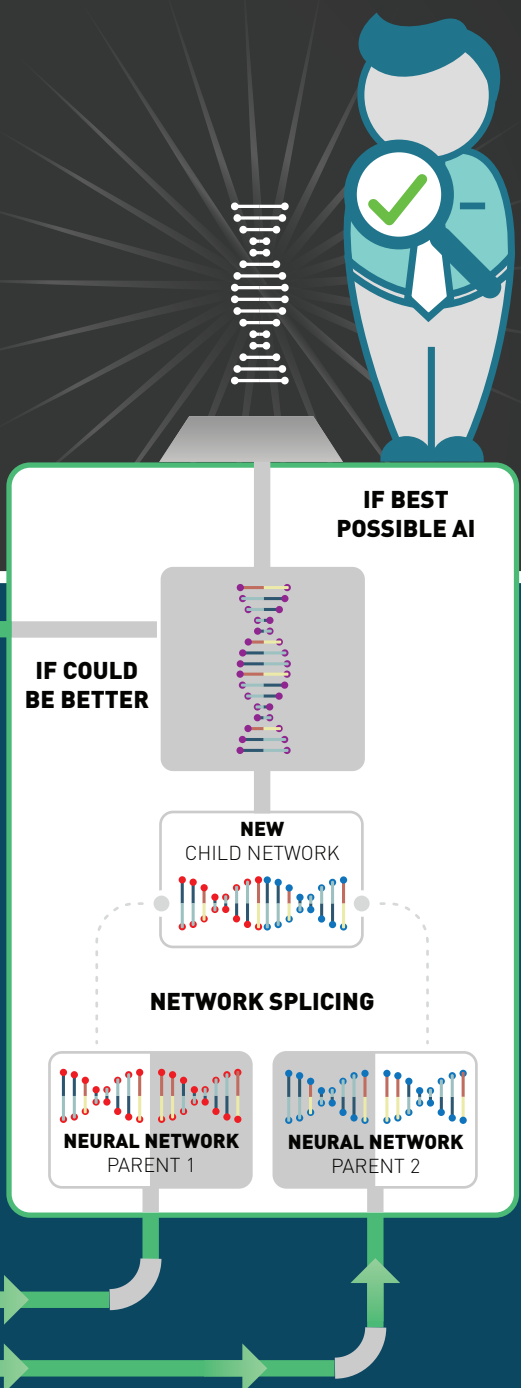 IF BEST
POSSIBLE AI
IF COULD
BE BETTER
NEW
CHILD NETWORK
NETWORK SPLICING
NEURAL NETWORK
PARENT 1
NEURAL NETWORK
PARENT 2